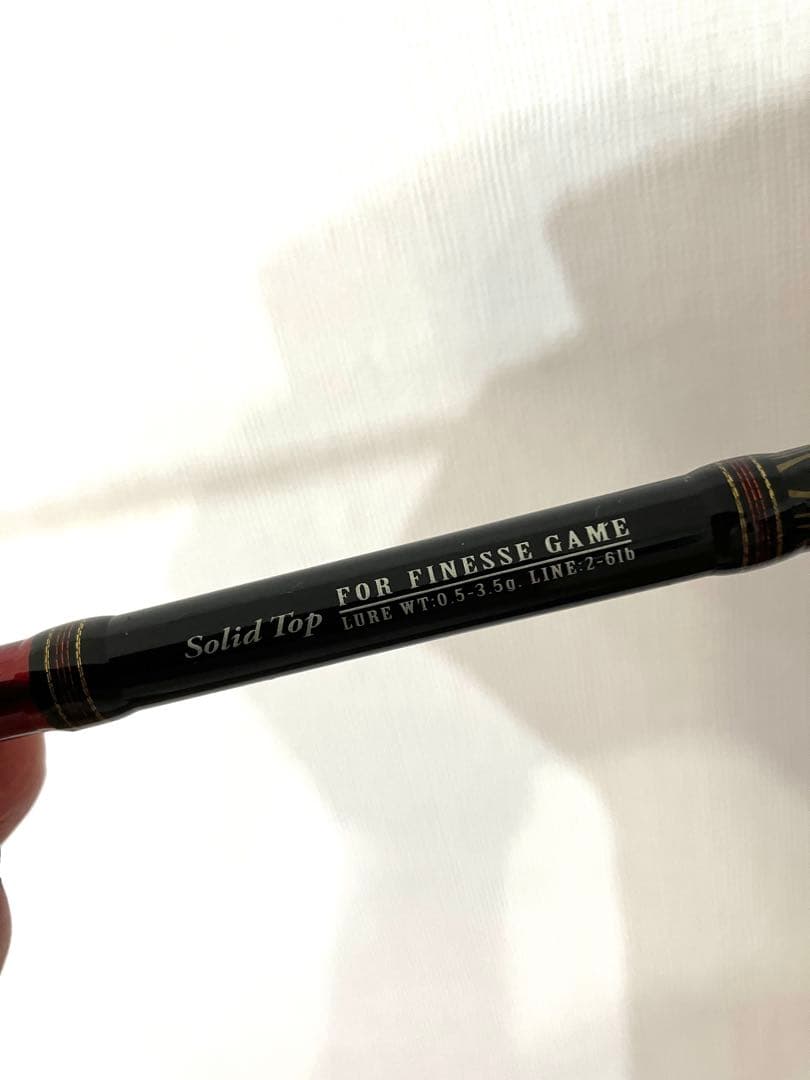 Solid Top
FOR FINESSE GAME
LURE WT:0.5-3.5g. LINE:2-6lb